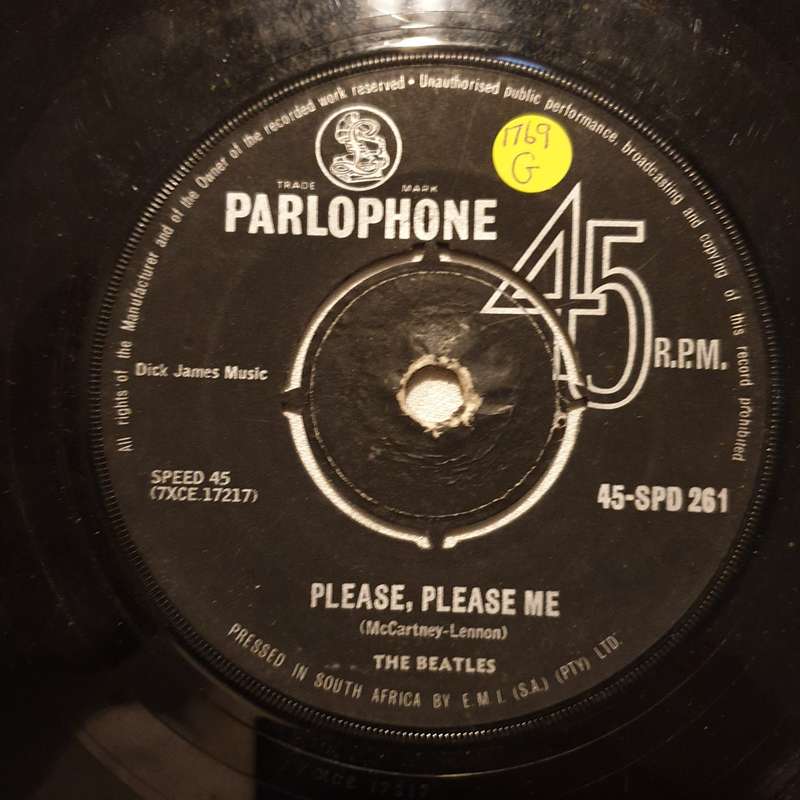 All rights of the Manufacturer and of the Owner of the recorded work reserved • Unauthorised public performance, broadcasting and copying of this record prohibited
1769
G
TRADE MARK
PARLOPHONE
45
R.P.M.
Dick James Music
SPEED 45
(7XCE.17217)
45-SPD 261
PLEASE, PLEASE ME
(McCartney-Lennon)
THE BEATLES
PRESSED IN SOUTH AFRICA BY E.M.I. (S.A.) (PTY) LTD.